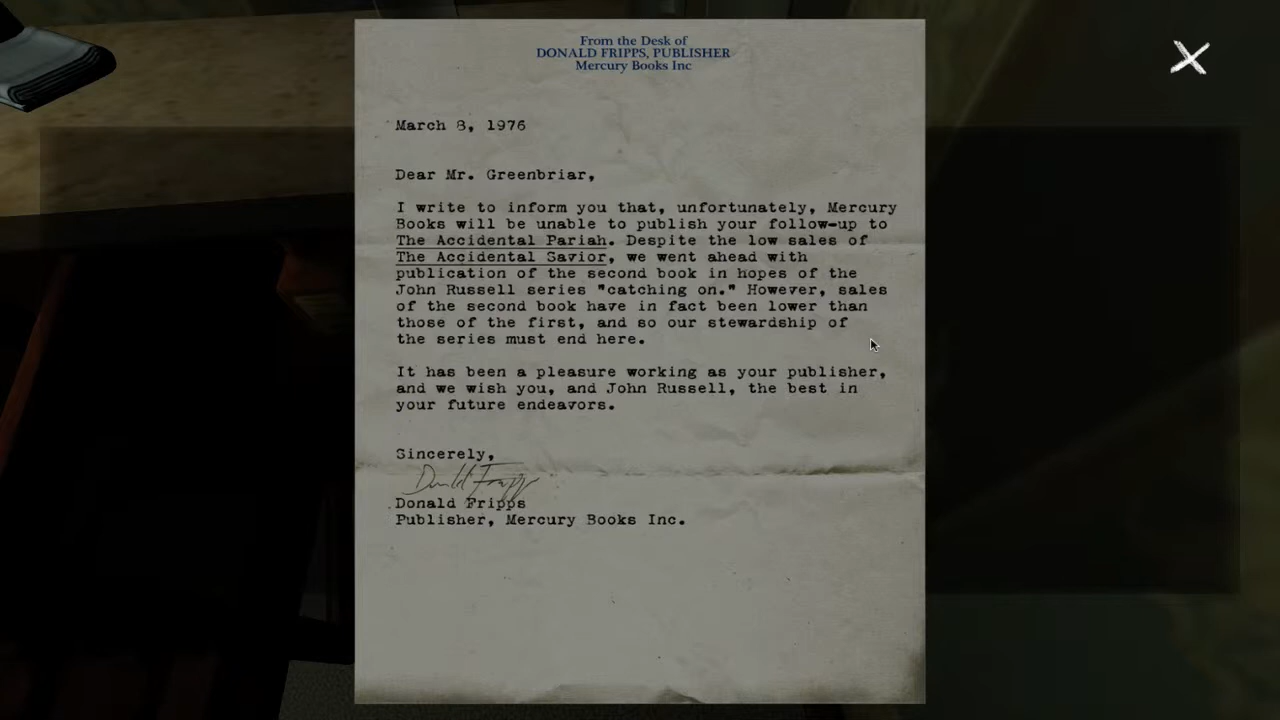 From the Desk of
DONALD FRIPPS, PUBLISHER
Mercury Books Inc
March 8, 1976
Dear Mr. Greenbriar,
I write to inform you that, unfortunately, Mercury
Books will be unable to publish your follow-up to
The Accidental Pariah. Despite the low sales of
The Accidental Savior, we went ahead with
publication of the second book in hopes of the
John Russell series "catching on." However, sales
of the second book have in fact been lower than
those of the first, and so our stewardship of
the series must end here.
It has been a pleasure working as your publisher,
and we wish you, and John Russell, the best in
your future endeavors.
Sincerely,
Donald Fripps
Donald Fripps
Publisher, Mercury Books Inc.